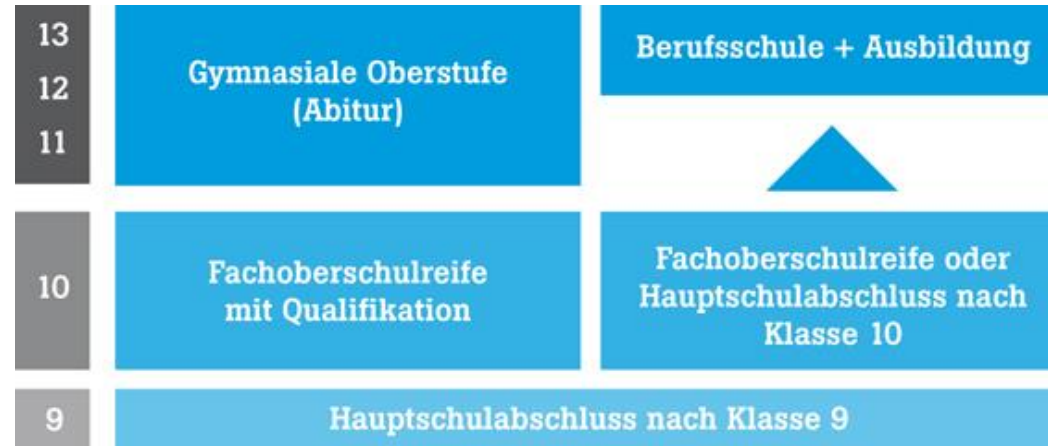 13
12
11
Gymnasiale Oberstufe
(Abitur)
Berufsschule + Ausbildung
10
Fachoberschulreife
mit Qualifikation
Fachoberschulreife oder
Hauptschulabschluss nach
Klasse 10
9
Hauptschulabschluss nach Klasse 9